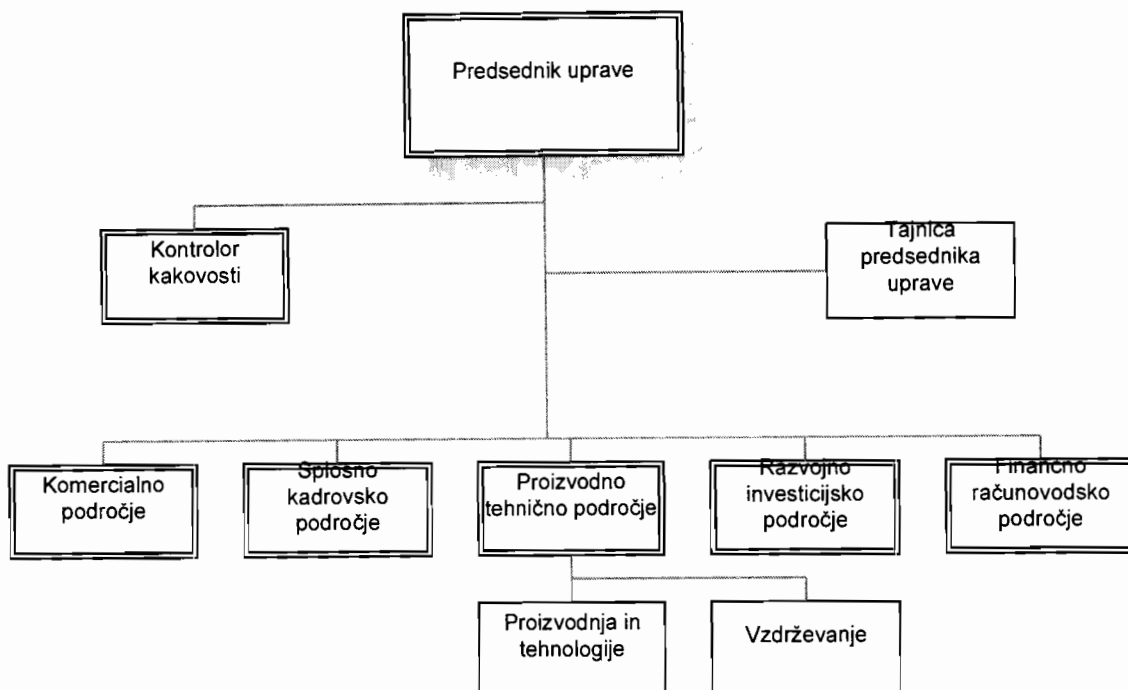 Predsednik uprave
Kontrolor
kakovosti
Tajnica
predsednika
uprave
Komercialno
področje
Splošno
kadrovsko
področje
Proizvodno
tehnično področje
Razvojno
investicijsko
področje
Finančno
računovodsko
področje
Proizvodnja in
tehnologije
Vzdrževanje